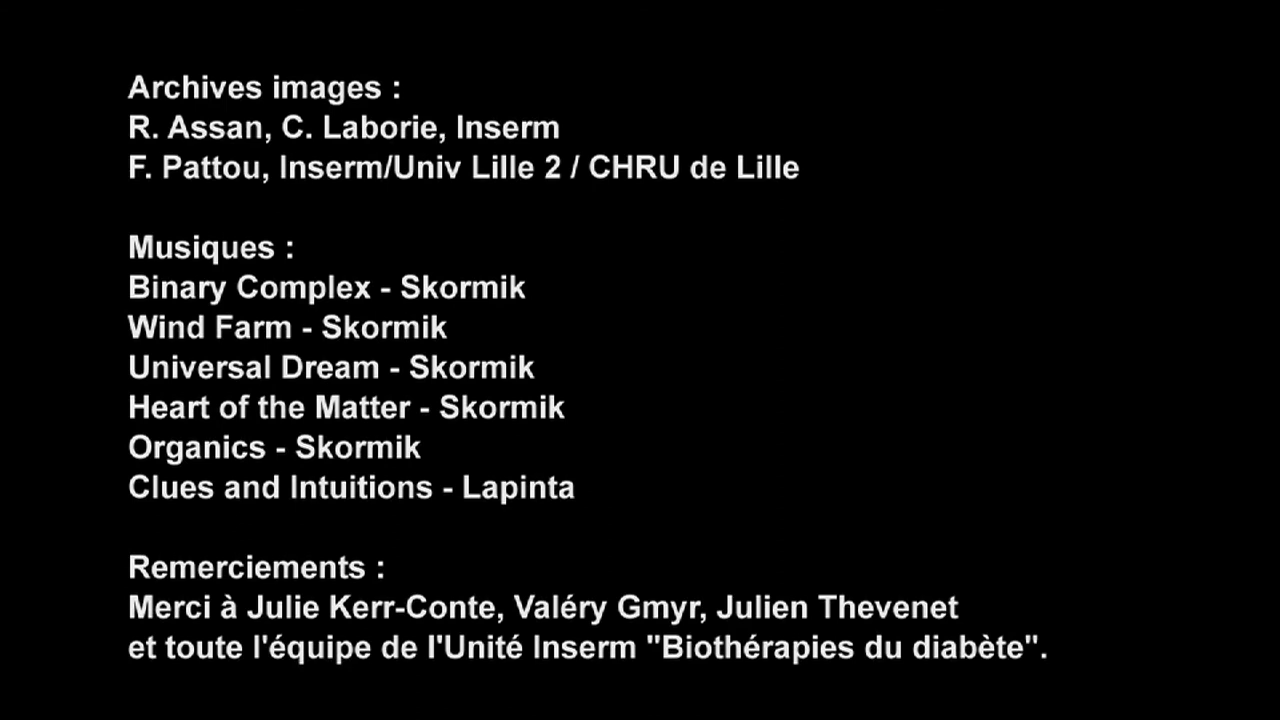 Archives images :
R. Assan, C. Laborie, Inserm
F. Pattou, Inserm/Univ Lille 2 / CHRU de Lille
Musiques :
Binary Complex - Skormik
Wind Farm - Skormik
Universal Dream - Skormik
Heart of the Matter - Skormik
Organics - Skormik
Clues and Intuitions - Lapinta
Remerciements :
Merci à Julie Kerr-Conte, Valéry Gmyr, Julien Thevenet
et toute l'équipe de l'Unité Inserm "Biothérapies du diabète".